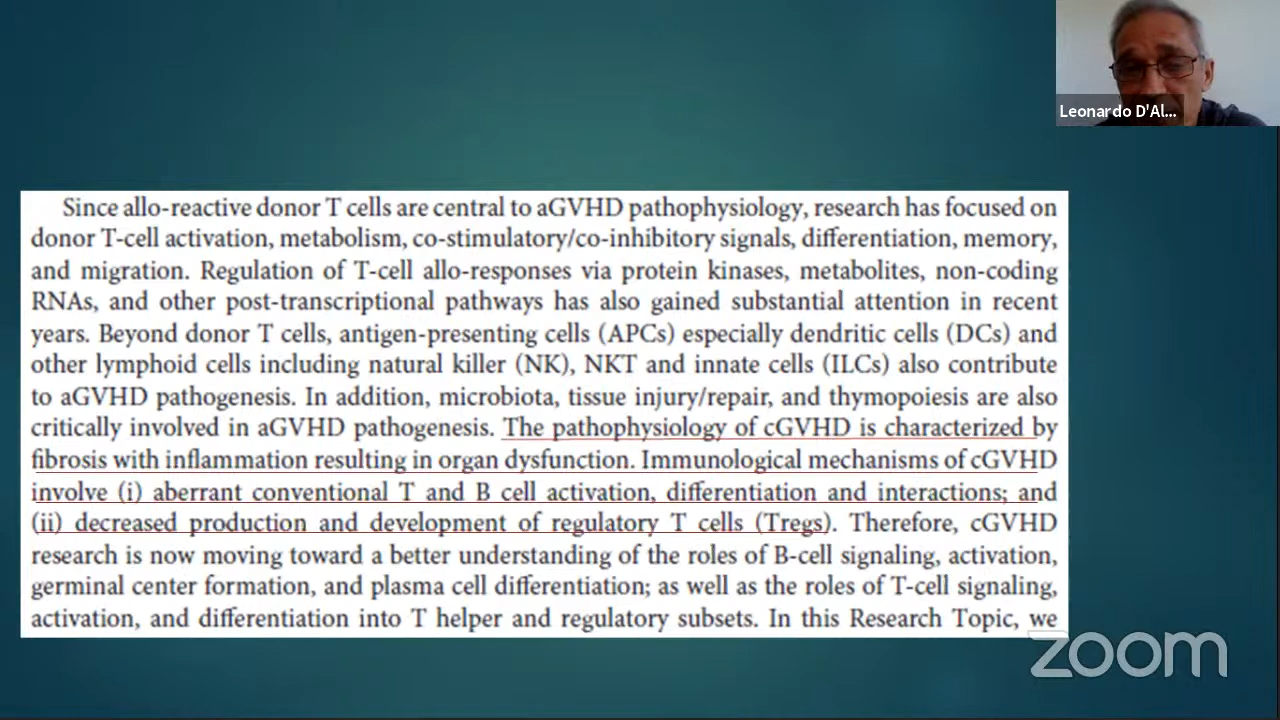 Leonardo D'Al...
Since allo-reactive donor T cells are central to aGVHD pathophysiology, research has focused on
donor T-cell activation, metabolism, co-stimulatory/co-inhibitory signals, differentiation, memory,
and migration. Regulation of T-cell allo-responses via protein kinases, metabolites, non-coding
RNAs, and other post-transcriptional pathways has also gained substantial attention in recent
years. Beyond donor T cells, antigen-presenting cells (APCs) especially dendritic cells (DCs) and
other lymphoid cells including natural killer (NK), NKT and innate cells (ILCs) also contribute
to aGVHD pathogenesis. In addition, microbiota, tissue injury/repair, and thymopoiesis are also
critically involved in aGVHD pathogenesis. The pathophysiology of cGVHD is characterized by
fibrosis with inflammation resulting in organ dysfunction. Immunological mechanisms of cGVHD
involve (i) aberrant conventional T and B cell activation, differentiation and interactions; and
(ii) decreased production and development of regulatory T cells (Tregs). Therefore, cGVHD
research is now moving toward a better understanding of the roles of B-cell signaling, activation,
germinal center formation, and plasma cell differentiation; as well as the roles of T-cell signaling,
activation, and differentiation into T helper and regulatory subsets. In this Research Topic, we
zoom